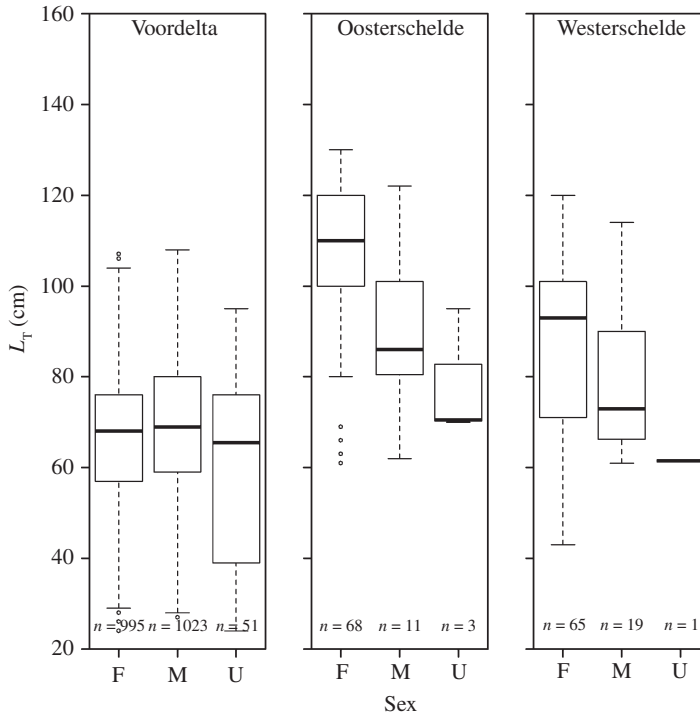 Voordelta Oosterschelde Westerschelde
160
140
120
100
80
60
40
20
L_T (cm)
n = 995 n = 1023 n = 51 n = 68 n = 11 n = 3 n = 65 n = 19 n = 1
F M U F M U F M U
Sex